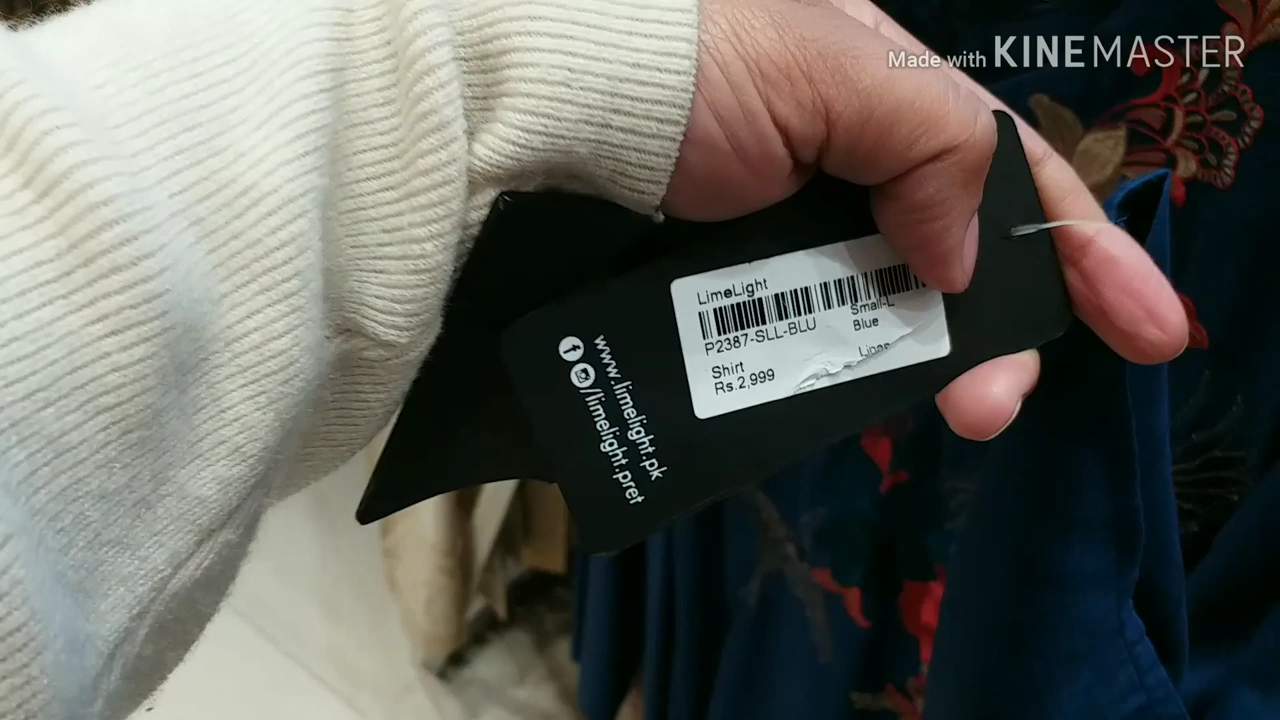 Made with KINEMASTER
LimeLight
P2387-SLL-BLU
Small-L
Blue
Shirt
Rs.2,999
www.limelight.pk
/limelight.pret